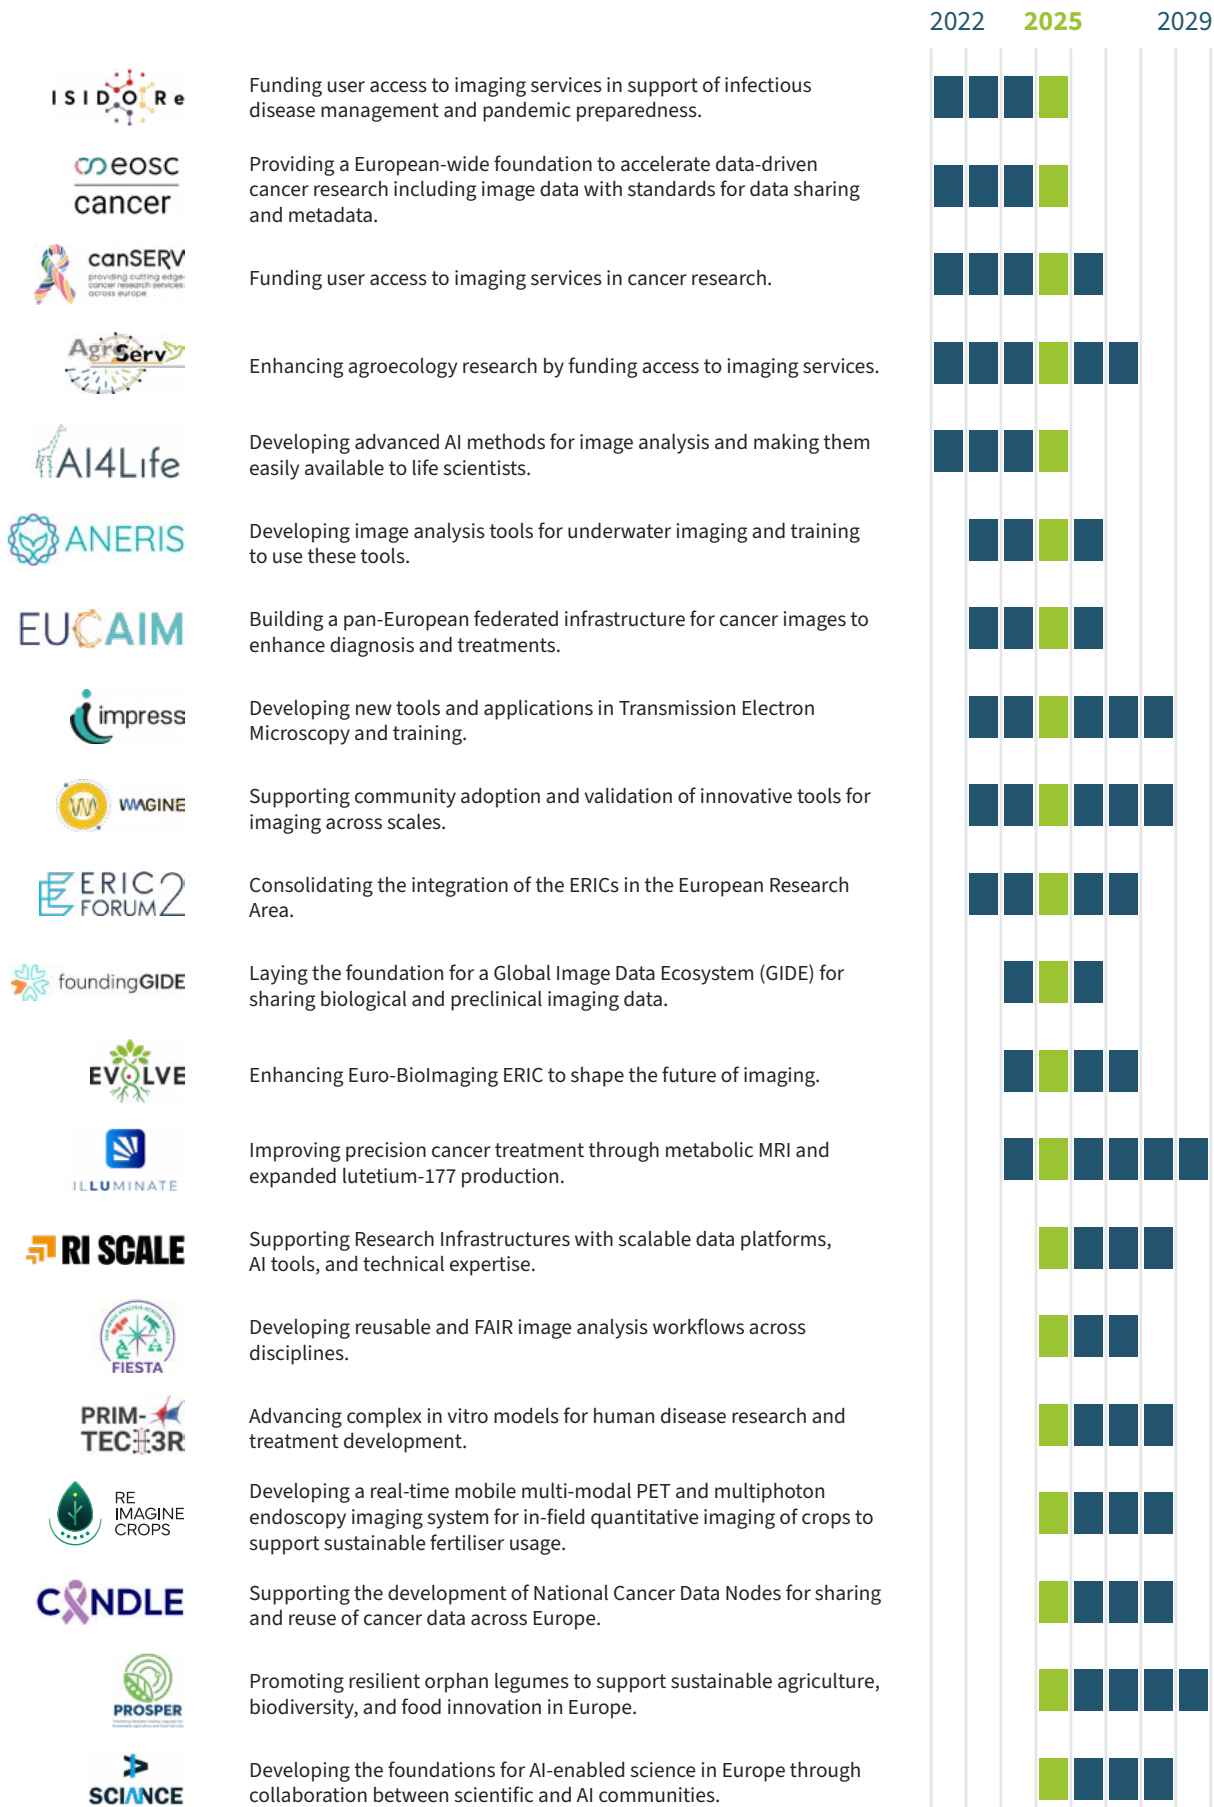 2022 2025 2029
ISIDORe
Funding user access to imaging services in support of infectious
disease management and pandemic preparedness.
eosc
cancer
Providing a European-wide foundation to accelerate data-driven
cancer research including image data with standards for data sharing
and metadata.
canSERV
providing cutting edge
cancer research services
across europe
Funding user access to imaging services in cancer research.
AgroServ
Enhancing agroecology research by funding access to imaging services.
AI4Life
Developing advanced AI methods for image analysis and making them
easily available to life scientists.
ANERIS
Developing image analysis tools for underwater imaging and training
to use these tools.
EUCAIM
Building a pan-European federated infrastructure for cancer images to
enhance diagnosis and treatments.
impress
Developing new tools and applications in Transmission Electron
Microscopy and training.
IMAGINE
Supporting community adoption and validation of innovative tools for
imaging across scales.
ERIC
FORUM 2
Consolidating the integration of the ERICs in the European Research
Area.
foundingGIDE
Laying the foundation for a Global Image Data Ecosystem (GIDE) for
sharing biological and preclinical imaging data.
EVOLVE
Enhancing Euro-BioImaging ERIC to shape the future of imaging.
ILLUMINATE
Improving precision cancer treatment through metabolic MRI and
expanded lutetium-177 production.
RI SCALE
Supporting Research Infrastructures with scalable data platforms,
AI tools, and technical expertise.
FIESTA
Developing reusable and FAIR image analysis workflows across
disciplines.
PRIM-
TECH3R
Advancing complex in vitro models for human disease research and
treatment development.
RE
IMAGINE
CROPS
Developing a real-time mobile multi-modal PET and multiphoton
endoscopy imaging system for in-field quantitative imaging of crops to
support sustainable fertiliser usage.
CANDLE
Supporting the development of National Cancer Data Nodes for sharing
and reuse of cancer data across Europe.
PROSPER
Promoting resilient orphan legumes to support sustainable agriculture,
biodiversity, and food innovation in Europe.
SCIANCE
Developing the foundations for AI-enabled science in Europe through
collaboration between scientific and AI communities.